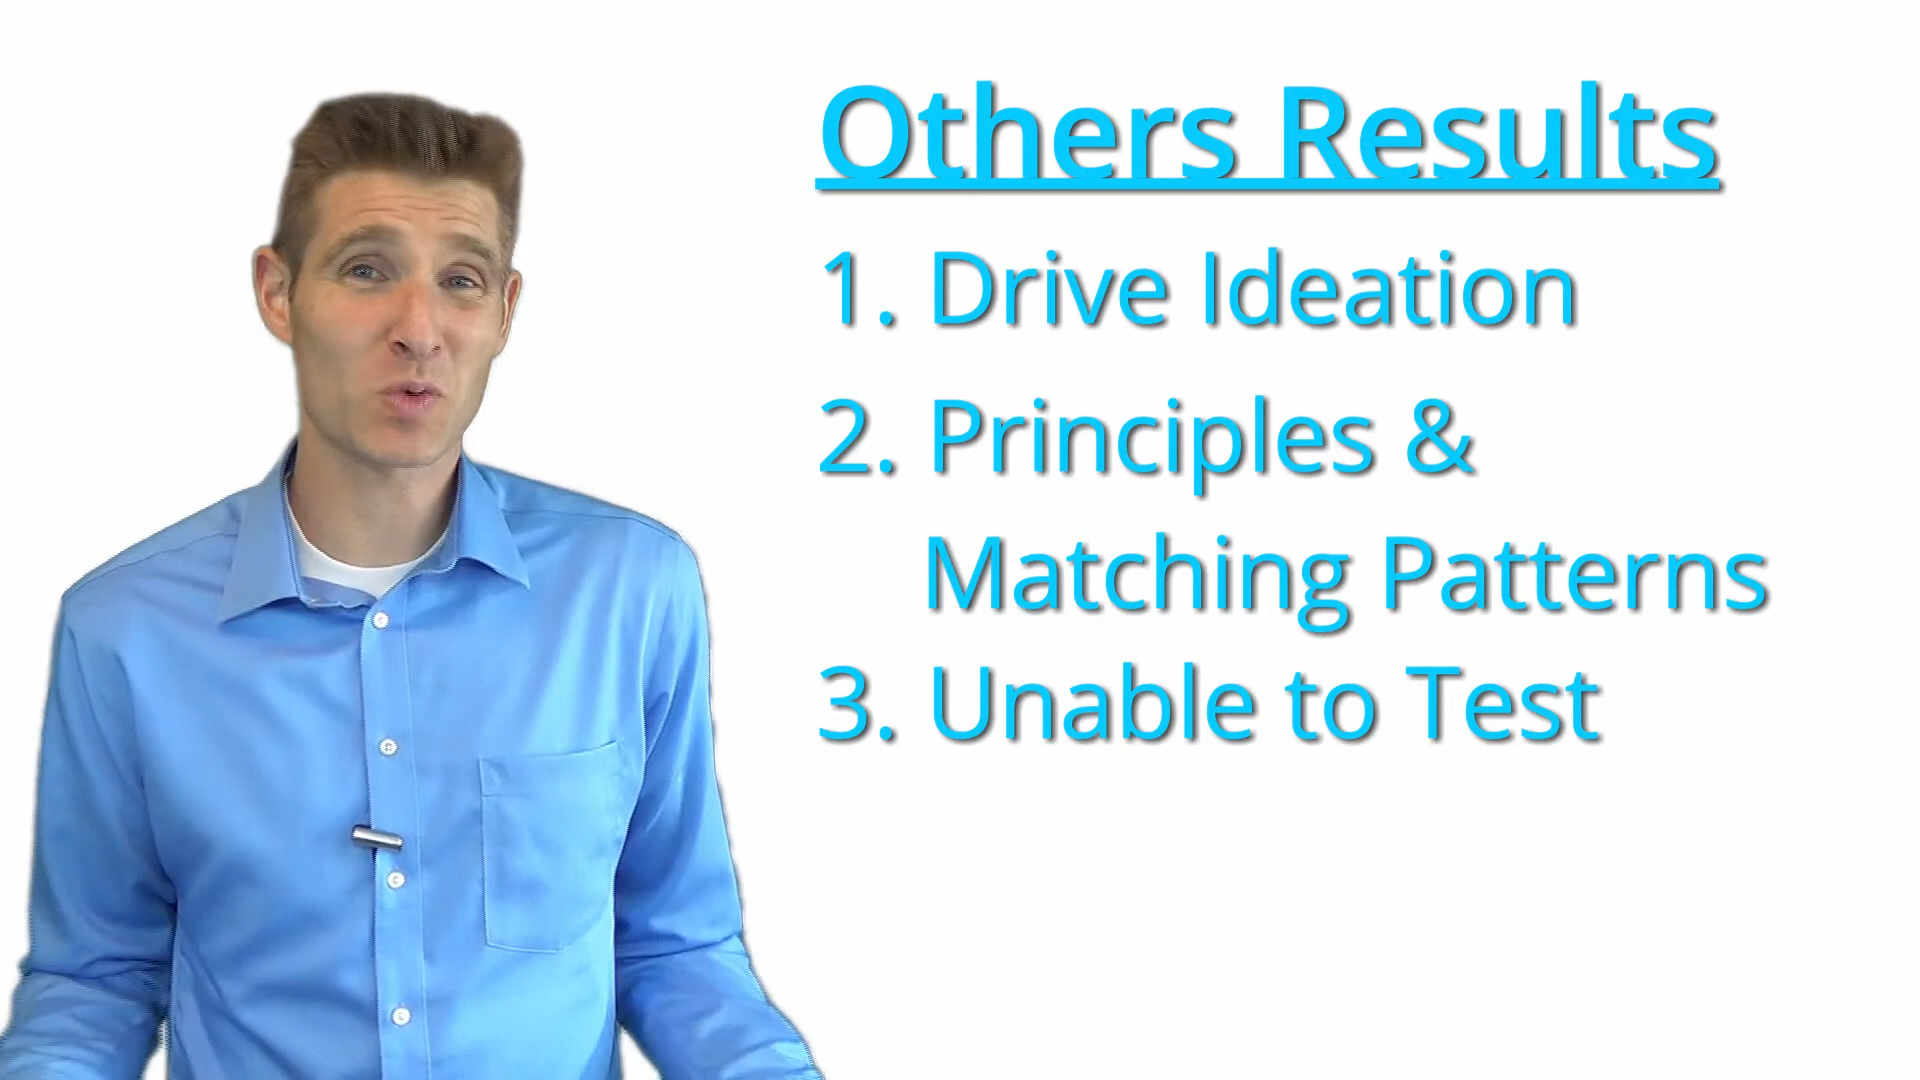 Others Results
1. Drive Ideation
2. Principles &
Matching Patterns
3. Unable to Test